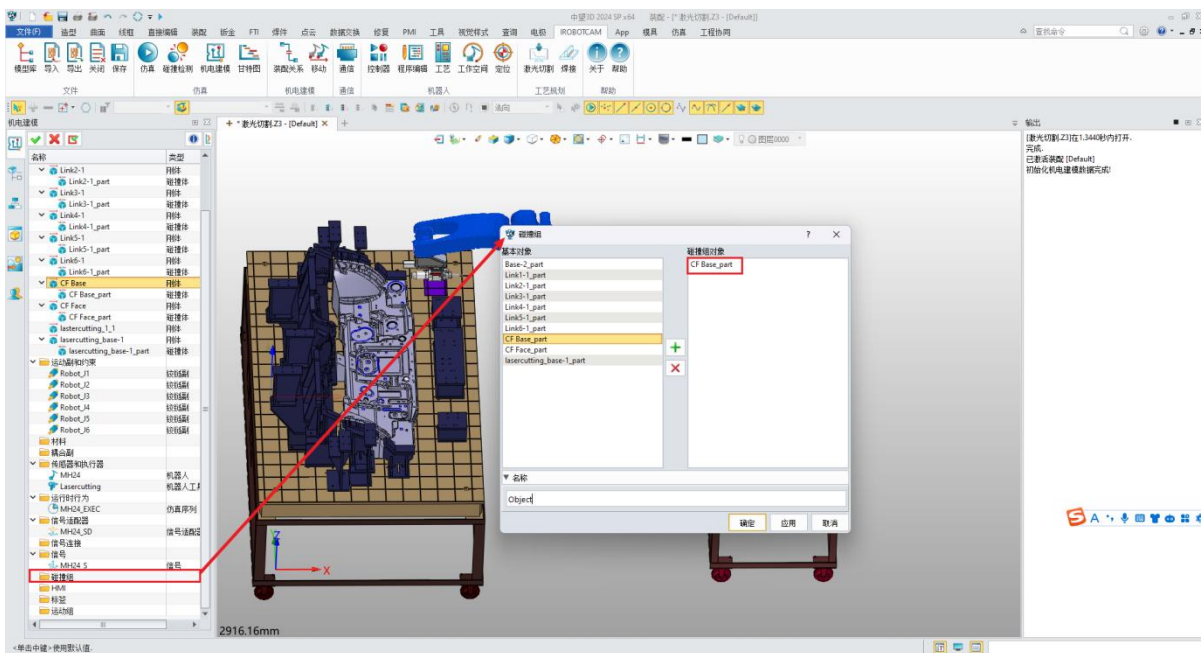 中望3D 2024 SP x64 装配 - [* 激光切割.Z3 - [Default]]
文件(F) 造型 曲面 线框 直接编辑 装配 钣金 FTI 焊件 点云 数据交换 修复 PMI 工具 视觉样式 查询 电极 IROBOTCAM App 模具 仿真 工程协同 查找命令
模型库 导入 导出 关闭 保存 仿真 碰撞检测 机电建模 甘特图 装配关系 移动 通信 控制器 程序编辑 工艺 工作空间 定位 激光切割 焊接 关于 帮助
文件 仿真 机电建模 通信 机器人 工艺规划 帮助
机电建模
* 激光切割.Z3 - [Default]
图层0000
输出
[激光切割.Z3]在1.3440秒内打开.
完成.
已激活装配 [Default]
初始化机电建模数据完成!
名称 类型
Link2-1 刚体
Link2-1_part 碰撞体
Link3-1 刚体
Link3-1_part 碰撞体
Link4-1 刚体
Link4-1_part 碰撞体
Link5-1 刚体
Link5-1_part 碰撞体
Link6-1 刚体
Link6-1_part 碰撞体
CF Base 刚体
CF Base_part 碰撞体
CF Face 刚体
CF Face_part 碰撞体
lastercutting_1_1 刚体
lasercutting_base-1 刚体
lasercutting_base-1_part 碰撞体
运动副和约束
Robot_J1 铰链副
Robot_J2 铰链副
Robot_J3 铰链副
Robot_J4 铰链副
Robot_J5 铰链副
Robot_J6 铰链副
材料
耦合副
传感器和执行器
MH24 机器人
Lasercutting 机器人工具
运行时行为
MH24_EXEC 仿真序列
信号适配器
MH24_SD 信号适配器
信号连接
信号
MH24_S 信号
碰撞组
HMI
标签
运动组
碰撞组
? ×
基本对象 碰撞组对象
Base-2_part
Link1-1_part
Link2-1_part
Link3-1_part
Link4-1_part
Link5-1_part
Link6-1_part
CF Base_part
CF Face_part
lasercutting_base-1_part
CF Base_part
名称
Object
确定 应用 取消
Z
X
2916.16mm
<单击中键>使用默认值.